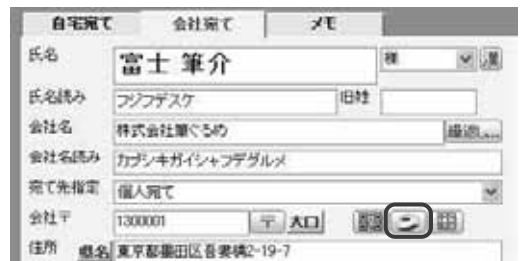 自宅宛て 会社宛て メモ
氏名 富士 筆介 様
氏名読み フジフデスケ 旧姓
会社名 株式会社筆ぐるめ
会社名読み カブシキガイシャフデグルメ
宛て先指定 個人宛て
会社〒 1300001 〒 大口
住所 県名 東京都墨田区吾妻橋2-19-7